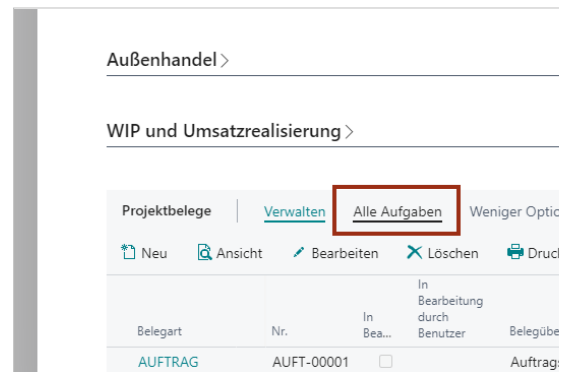 Außenhandel
WIP und Umsatzrealisierung
Projektbelege Verwalten Alle Aufgaben Weniger Optio
Neu Ansicht Bearbeiten Löschen Druc
Belegart Nr. In Bea... In Bearbeitung durch Benutzer Belegübe
AUFTRAG AUFT-00001 Auftrags